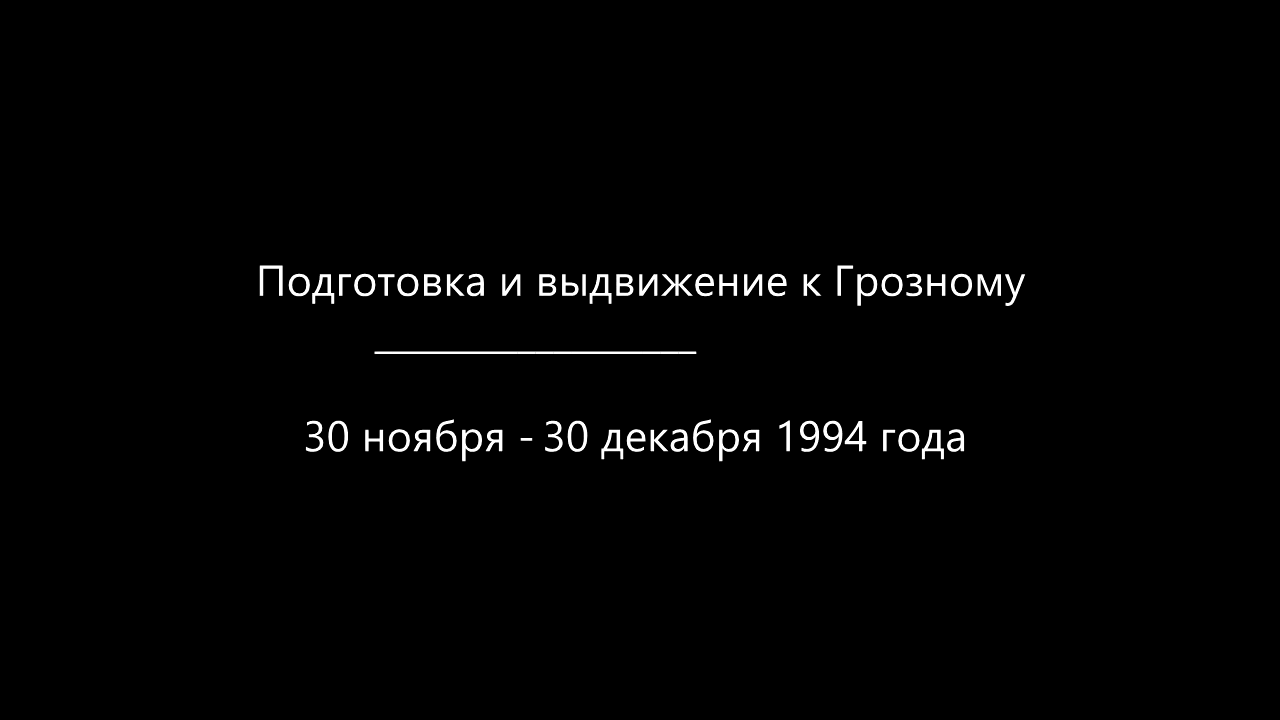 Подготовка и выдвижение к Грозному
30 ноября - 30 декабря 1994 года